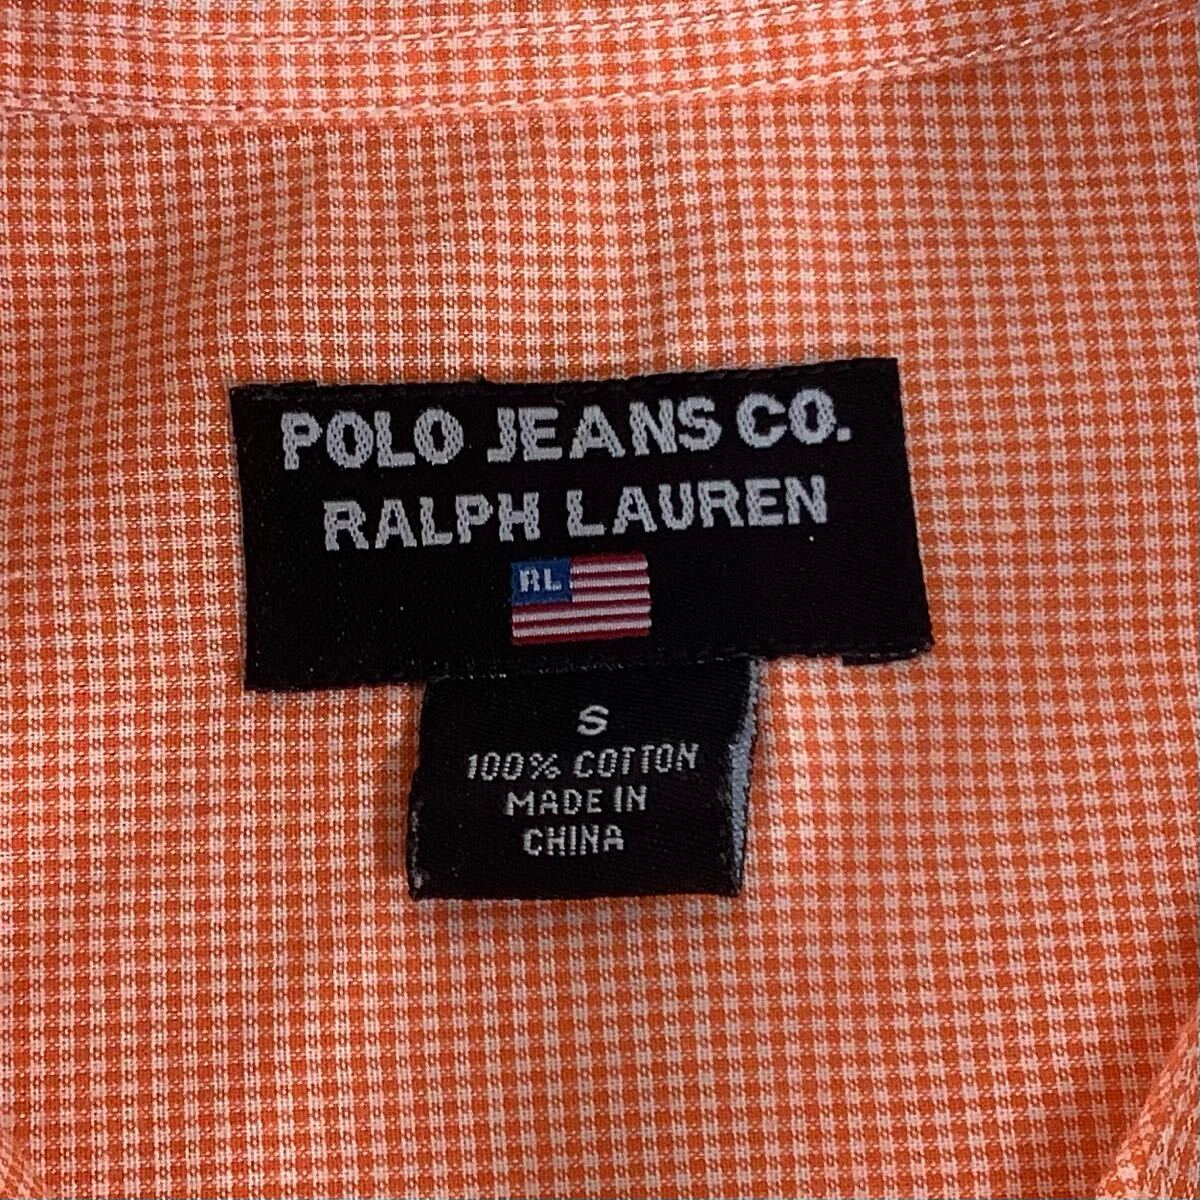 POLO JEANS CO.
RALPH LAUREN
RL
S
100% COTTON
MADE IN
CHINA